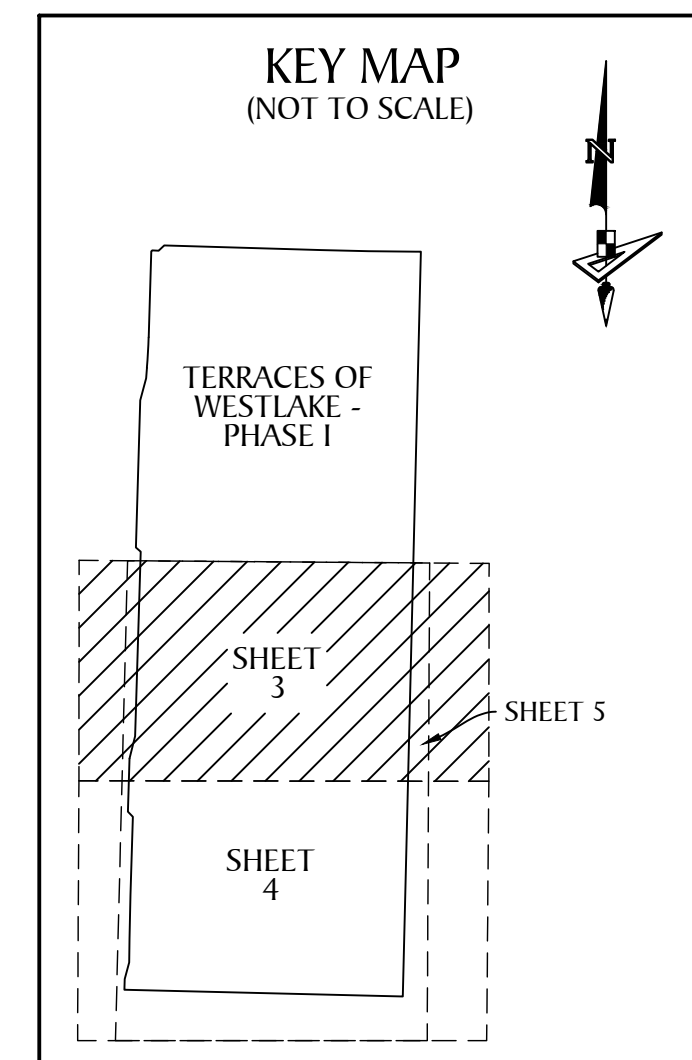 KEY MAP
(NOT TO SCALE)
N
TERRACES OF
WESTLAKE -
PHASE I
SHEET
3
SHEET 5
SHEET
4